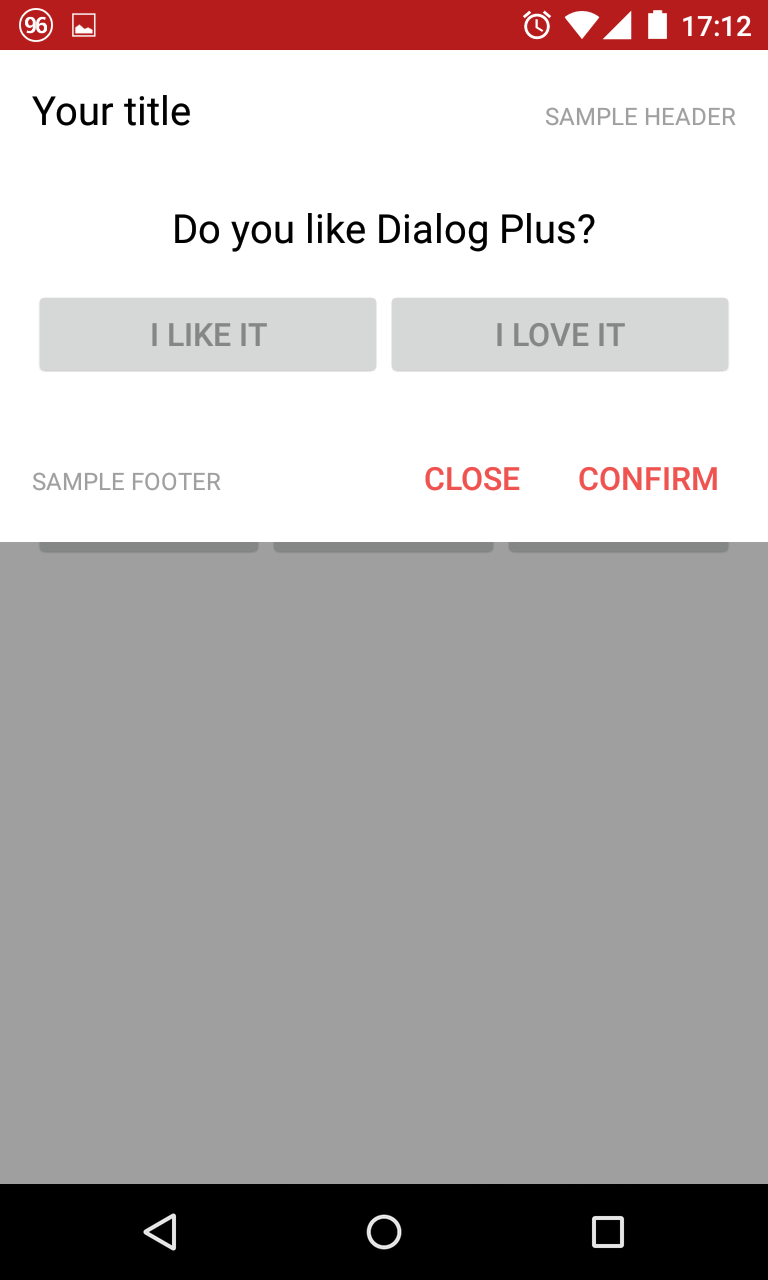 96 17:12
Your title SAMPLE HEADER
Do you like Dialog Plus?
I LIKE IT I LOVE IT
SAMPLE FOOTER CLOSE CONFIRM